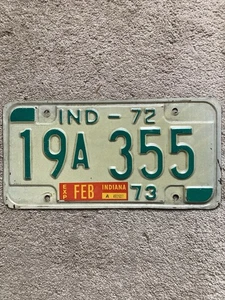 IND - 72
19A 355
EXP FEB INDIANA 73
A